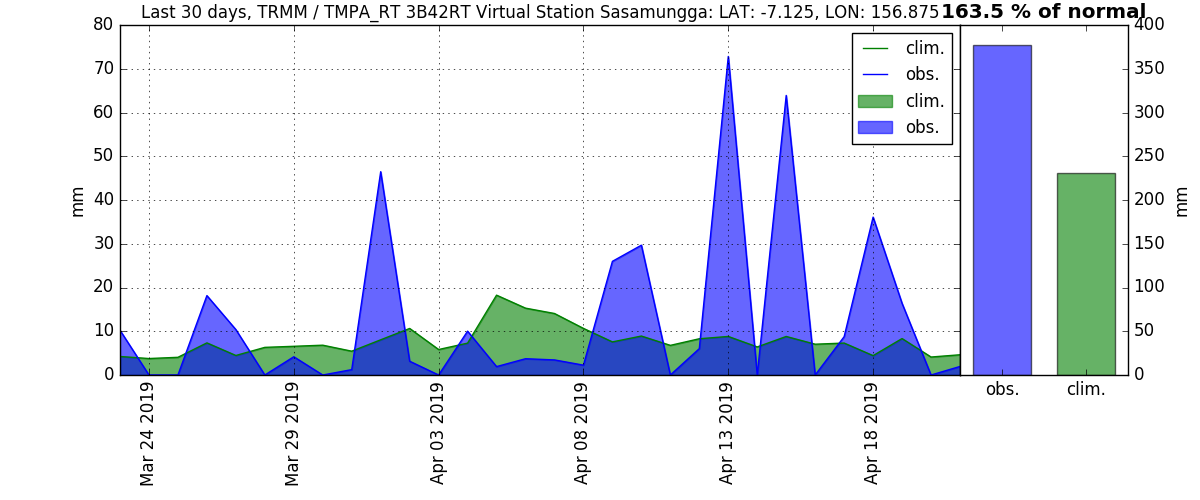 Last 30 days, TRMM / TMPA_RT 3B42RT Virtual Station Sasamungga: LAT: -7.125, LON: 156.875
163.5 % of normal
clim.
obs.
clim.
obs.
mm
80
70
60
50
40
30
20
10
0
Mar 24 2019
Mar 29 2019
Apr 03 2019
Apr 08 2019
Apr 13 2019
Apr 18 2019
400
350
300
250
200
150
100
50
0
mm
obs.
clim.